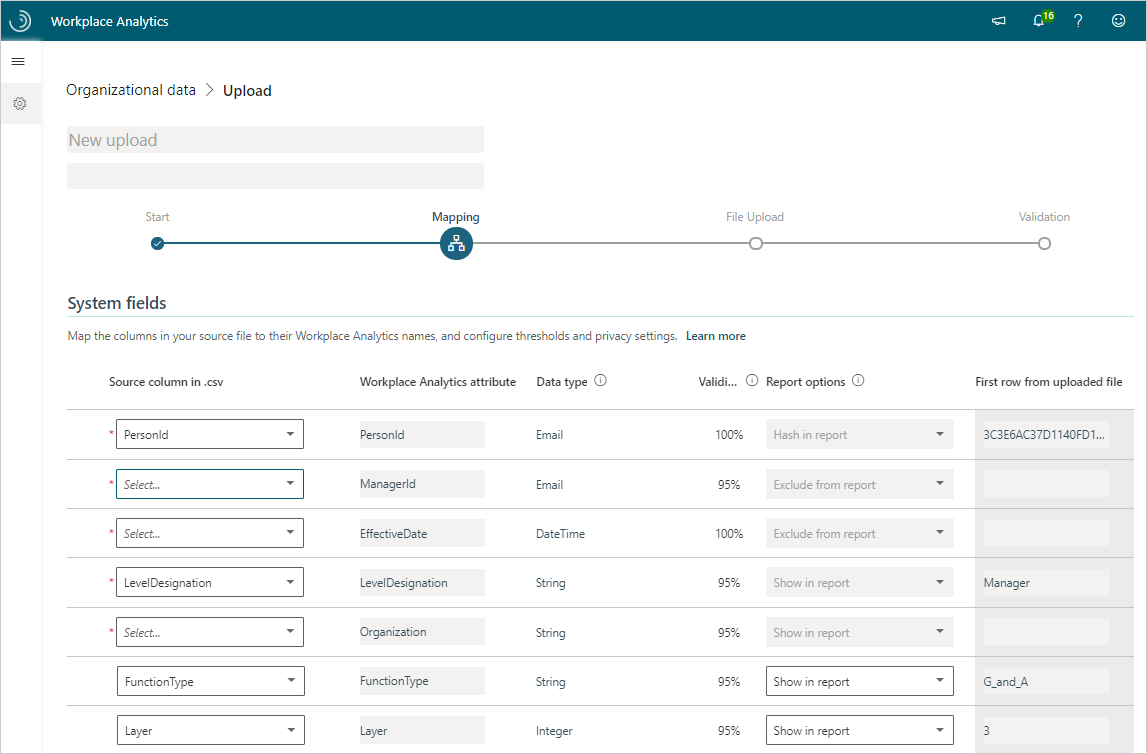 Workplace Analytics 16 ?
Organizational data > Upload
New upload
Start Mapping File Upload Validation
System fields
Map the columns in your source file to their Workplace Analytics names, and configure thresholds and privacy settings. Learn more
Source column in .csv Workplace Analytics attribute Data type Validi... Report options First row from uploaded file
* PersonId PersonId Email 100% Hash in report 3C3E6AC37D1140FD1...
* Select... ManagerId Email 95% Exclude from report
* Select... EffectiveDate DateTime 100% Exclude from report
* LevelDesignation LevelDesignation String 95% Show in report Manager
* Select... Organization String 95% Show in report
FunctionType FunctionType String 95% Show in report G_and_A
Layer Layer Integer 95% Show in report 3